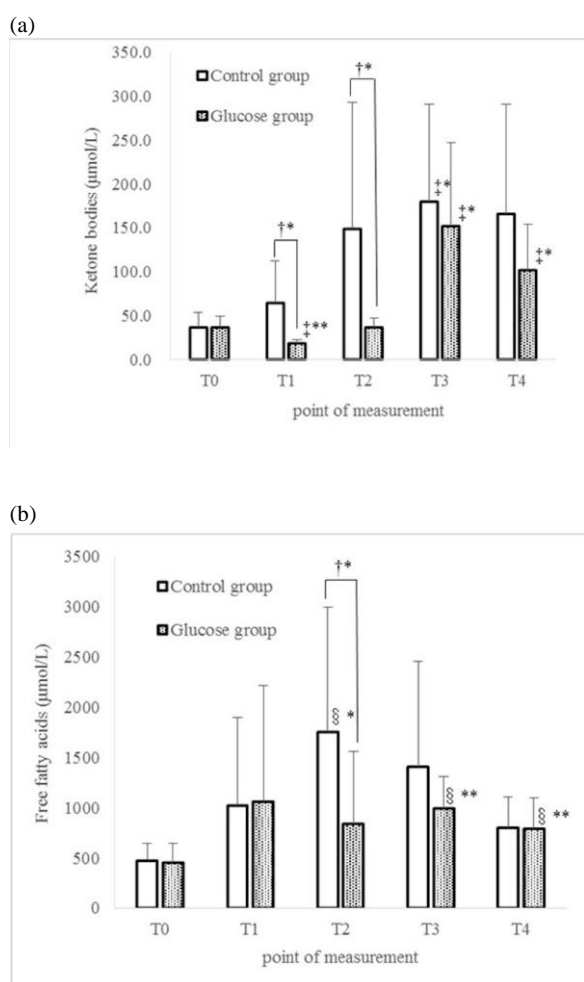 (a)
350.0
300.0
250.0
200.0
150.0
100.0
50.0
0.0
Ketone bodies (μmol/L)
Control group
Glucose group
†*
†*
‡**
‡*
‡*
‡*
T0 T1 T2 T3 T4
point of measurement
(b)
3500
3000
2500
2000
1500
1000
500
0
Free fatty acids (μmol/L)
Control group
Glucose group
†*
§ *
§ **
§ **
T0 T1 T2 T3 T4
point of measurement